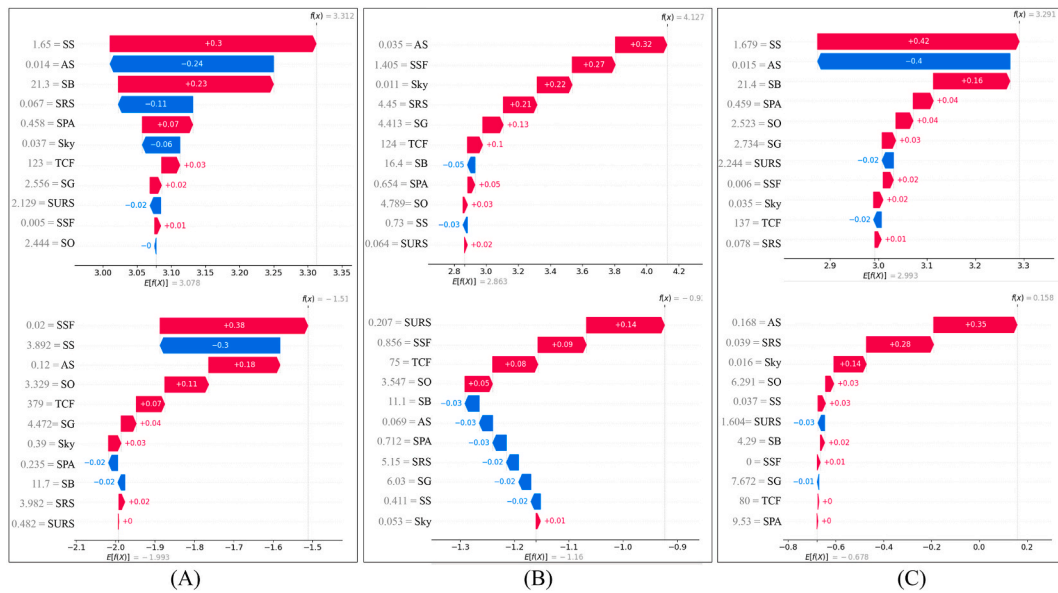 f(x) = 3.312
1.65 = SS +0.3
0.014 = AS −0.24
21.3 = SB +0.23
0.067 = SRS −0.11
0.458 = SPA +0.07
0.037 = Sky −0.06
123 = TCF +0.03
2.556 = SG +0.02
2.129 = SURS −0.02
0.005 = SSF +0.01
2.444 = SO −0
3.00 3.05 3.10 3.15 3.20 3.25 3.30 3.35
E[f(X)] = 3.078
f(x) = 4.127
0.035 = AS +0.32
1.405 = SSF +0.27
0.011 = Sky +0.22
4.45 = SRS +0.21
4.413 = SG +0.13
124 = TCF +0.1
16.4 = SB −0.05
0.654 = SPA +0.05
4.789 = SO +0.03
0.73 = SS −0.03
0.064 = SURS +0.02
2.8 3.0 3.2 3.4 3.6 3.8 4.0 4.2
E[f(X)] = 2.863
f(x) = 3.291
1.679 = SS +0.42
0.015 = AS −0.4
21.4 = SB +0.16
0.459 = SPA +0.04
2.523 = SO +0.04
2.734 = SG +0.03
2.244 = SURS −0.02
0.006 = SSF +0.02
0.035 = Sky +0.02
137 = TCF −0.02
0.078 = SRS +0.01
2.9 3.0 3.1 3.2 3.3
E[f(X)] = 2.993
f(x) = −1.51
0.02 = SSF +0.38
3.892 = SS −0.3
0.12 = AS +0.18
3.329 = SO +0.11
379 = TCF +0.07
4.472 = SG +0.04
0.39 = Sky +0.03
0.235 = SPA −0.02
11.7 = SB −0.02
3.982 = SRS +0.02
0.482 = SURS +0
−2.1 −2.0 −1.9 −1.8 −1.7 −1.6 −1.5
E[f(X)] = −1.993
f(x) = −0.9
0.207 = SURS +0.14
0.856 = SSF +0.09
75 = TCF +0.08
3.547 = SO +0.05
11.1 = SB −0.03
0.069 = AS −0.03
0.712 = SPA −0.03
5.15 = SRS −0.02
6.03 = SG −0.02
0.411 = SS −0.02
0.053 = Sky +0.01
−1.3 −1.2 −1.1 −1.0 −0.9
E[f(X)] = −1.16
f(x) = 0.158
0.168 = AS +0.35
0.039 = SRS +0.28
0.016 = Sky +0.14
6.291 = SO +0.03
0.037 = SS +0.03
1.604 = SURS −0.03
4.29 = SB +0.02
0 = SSF +0.01
7.672 = SG −0.01
80 = TCF +0
9.53 = SPA +0
−0.8 −0.6 −0.4 −0.2 0.0 0.2
E[f(X)] = −0.678
(A) (B) (C)